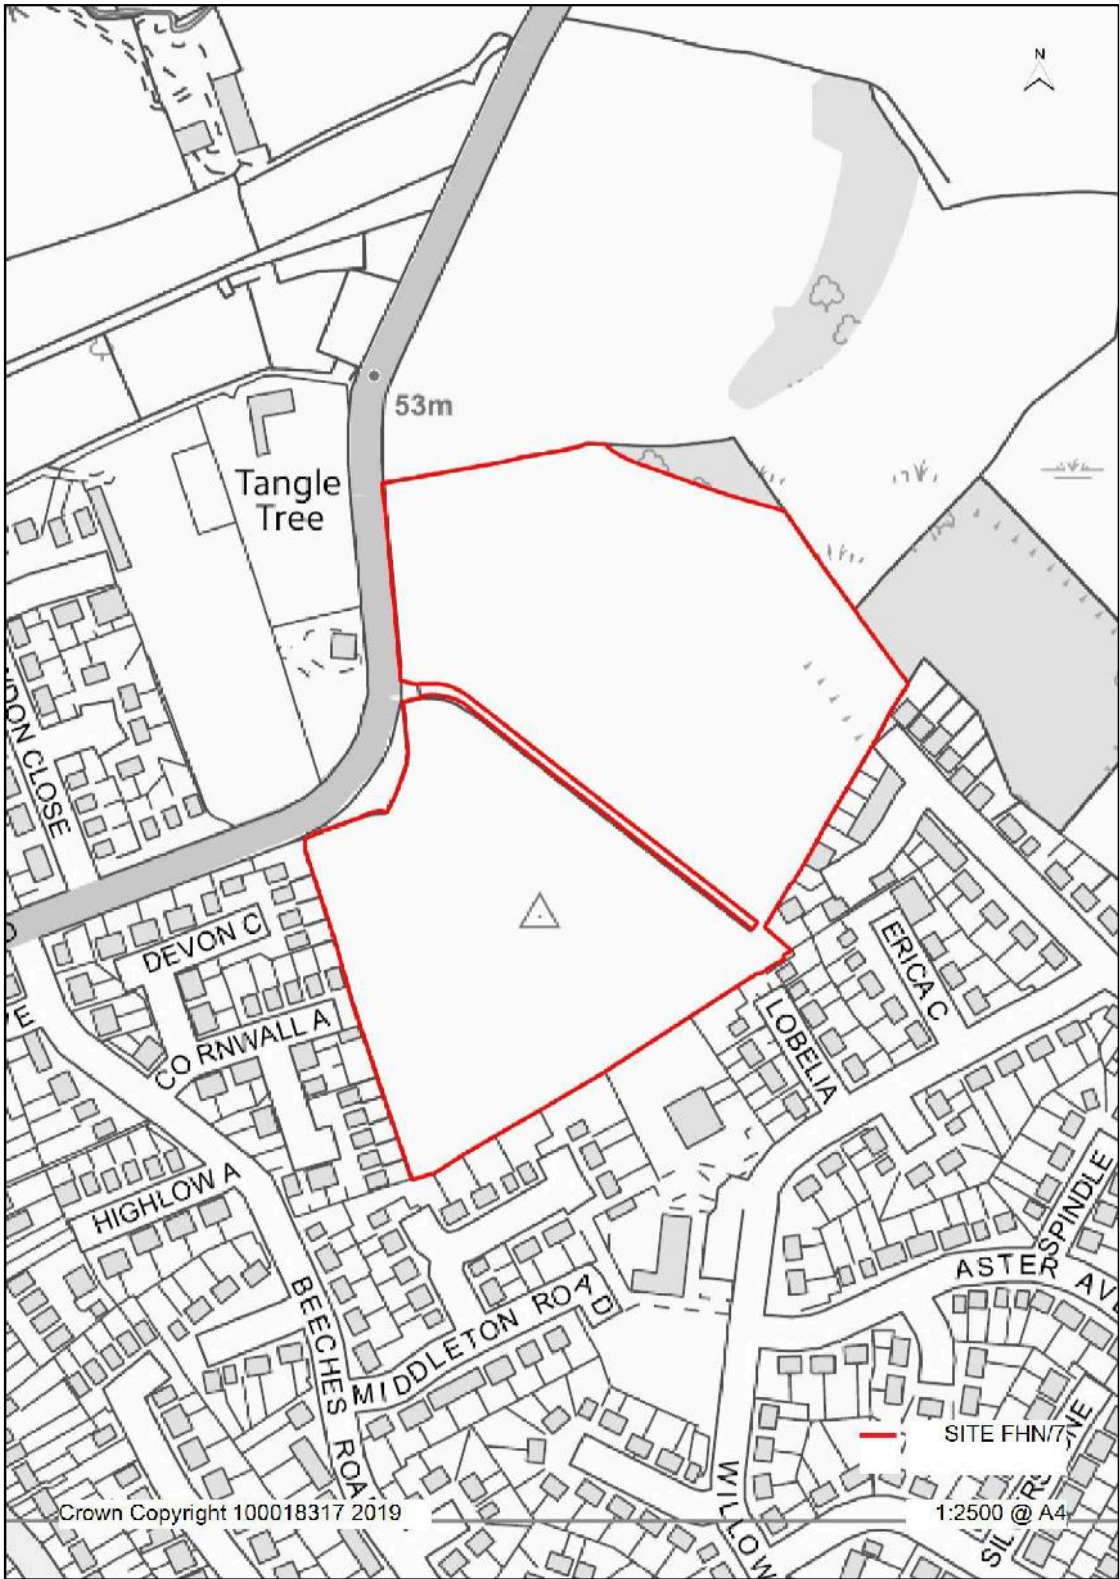 N
53m
Tangle
Tree
DON CLOSE
DEVON C
CORNWALL A
ERICA C
LOBELIA
HIGHLOW A
BEECHES ROA
MIDDLETON ROAD
SPINDLE
ASTER AV
WILLOW
SITE FHN/7
Crown Copyright 100018317 2019
1:2500 @ A4